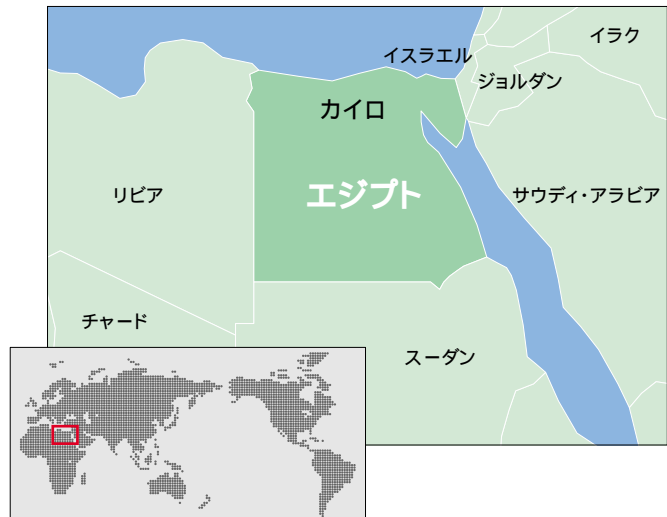 イラク
イスラエル
ジョルダン
カイロ
リビア
エジプト
サウディ・アラビア
チャード
スーダン